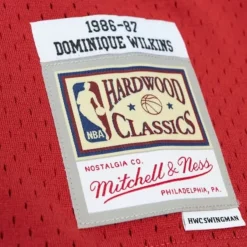 1986-87
DOMINIQUE WILKINS
HARDWOOD
NBA
CLASSICS
NOSTALGIA CO.
Mitchell & Ness
PHILADELPHIA, PA.
HWC SWINGMAN